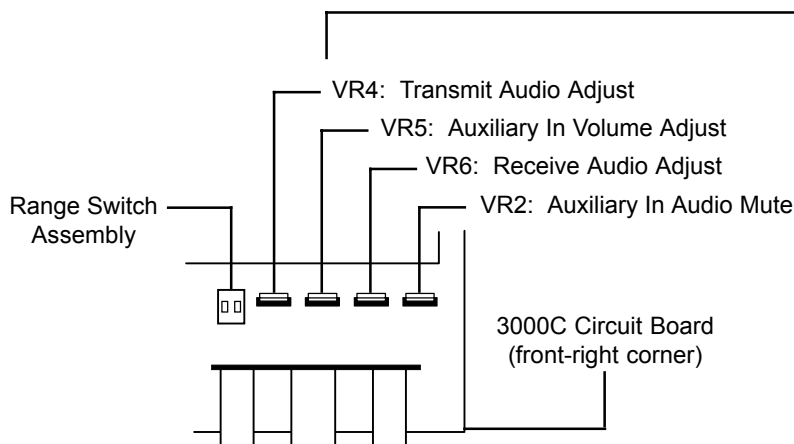 VR4: Transmit Audio Adjust
VR5: Auxiliary In Volume Adjust
VR6: Receive Audio Adjust
VR2: Auxiliary In Audio Mute
Range Switch
Assembly
3000C Circuit Board
(front-right corner)